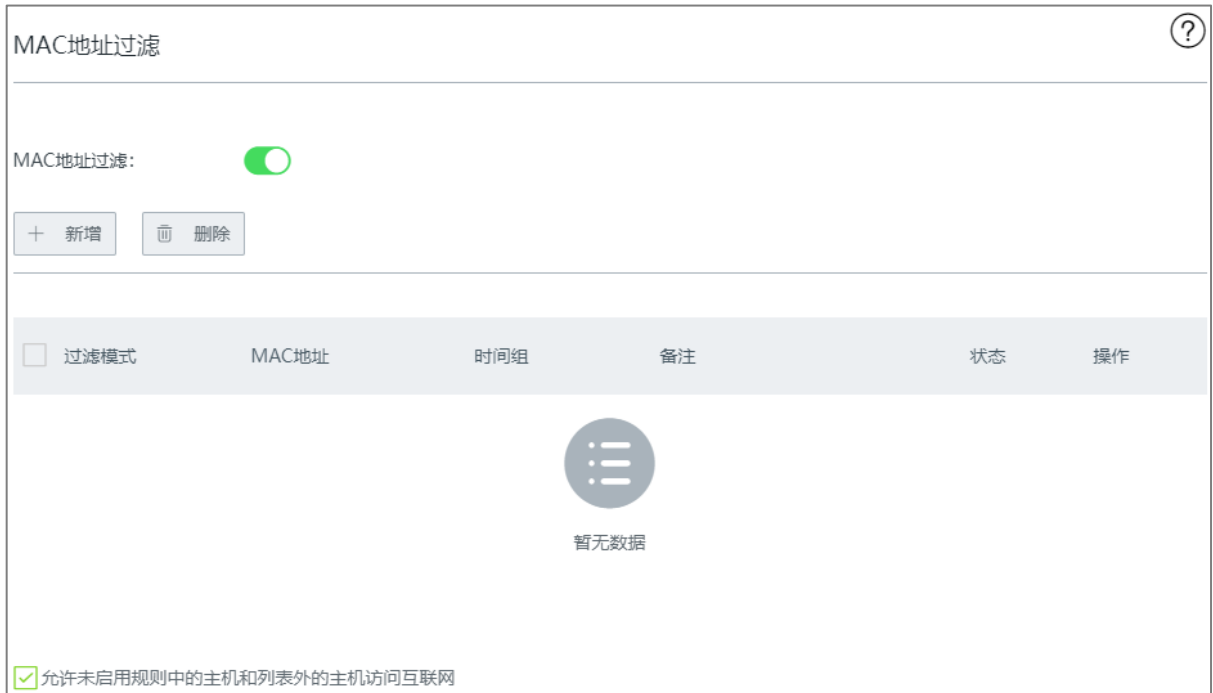 MAC地址过滤
?
MAC地址过滤：
新增 删除
过滤模式 MAC地址 时间组 备注 状态 操作
暂无数据
允许未启用规则中的主机和列表外的主机访问互联网